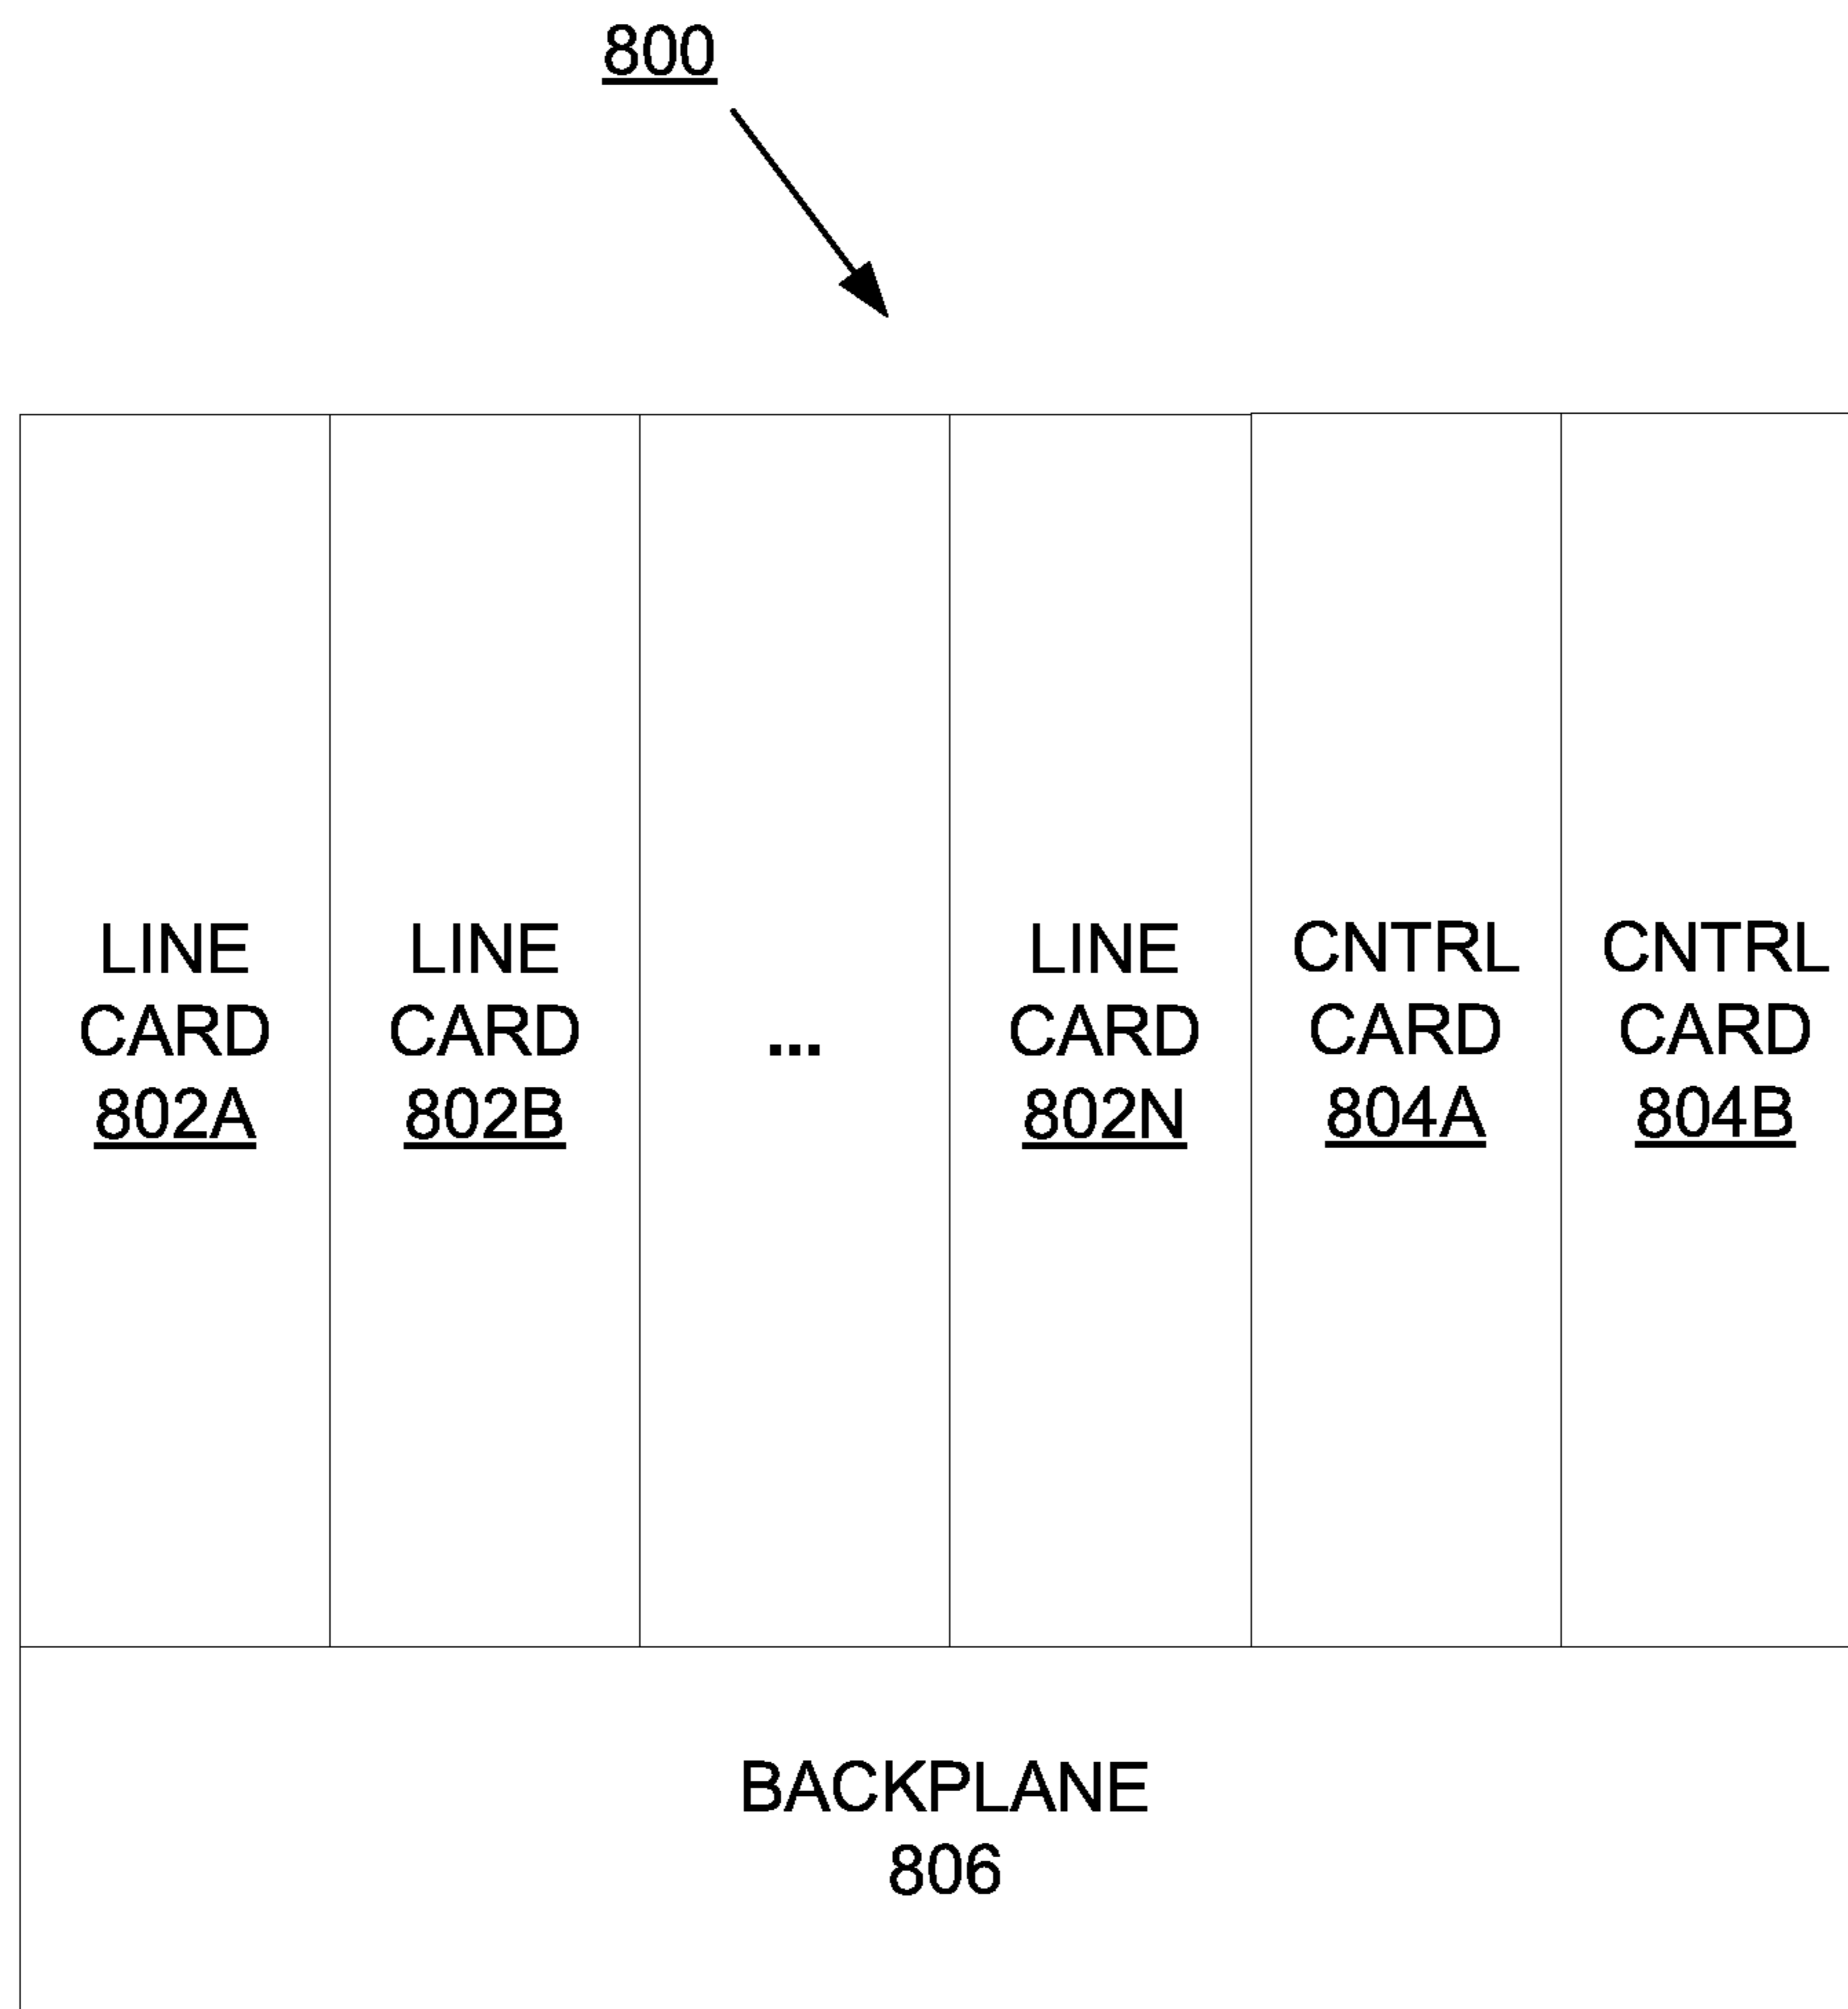 800
LINE
CARD
802A
LINE
CARD
802B
...
LINE
CARD
802N
CNTRL
CARD
804A
CNTRL
CARD
804B
BACKPLANE
806